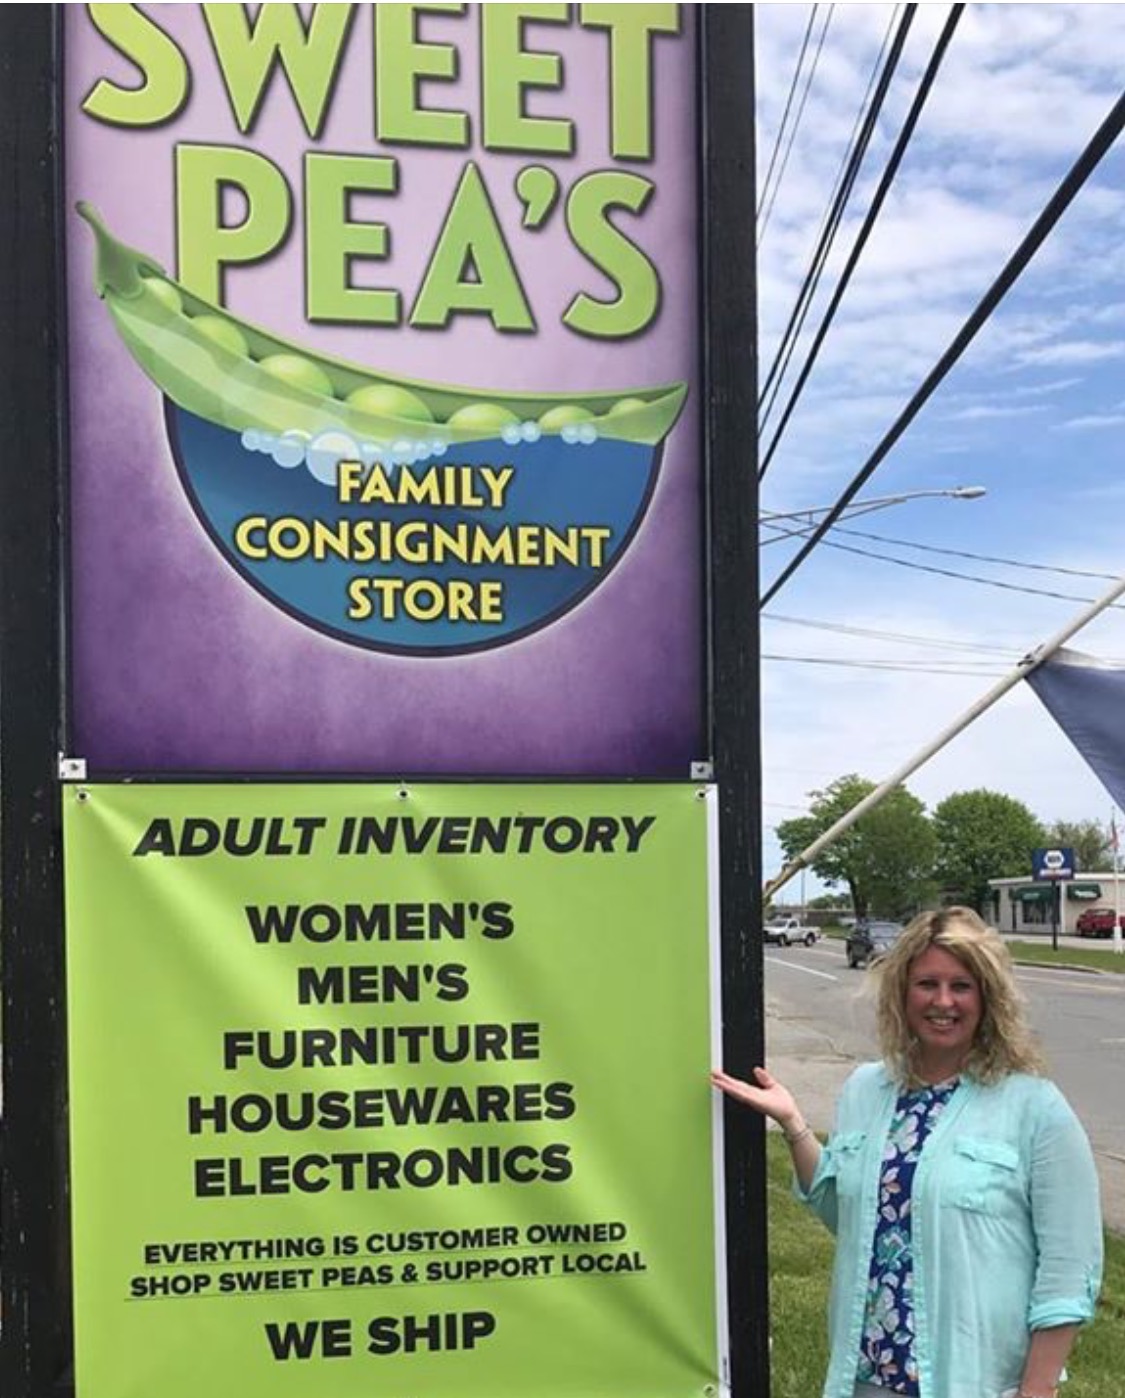 SWEET
PEA'S
FAMILY
CONSIGNMENT
STORE
ADULT INVENTORY
WOMEN'S
MEN'S
FURNITURE
HOUSEWARES
ELECTRONICS
EVERYTHING IS CUSTOMER OWNED
SHOP SWEET PEAS & SUPPORT LOCAL
WE SHIP